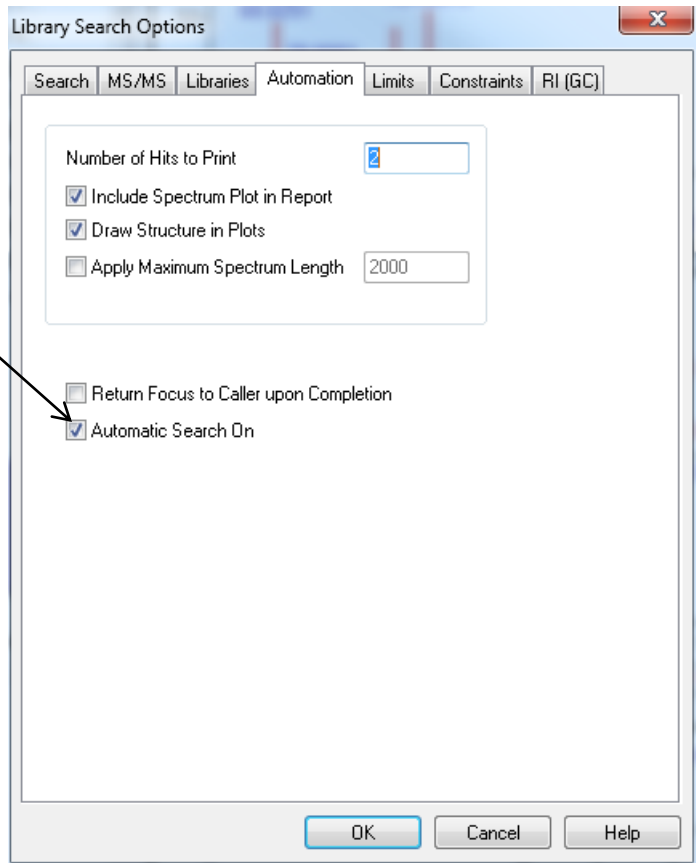 Library Search Options
x
Search MS/MS Libraries Automation Limits Constraints RI (GC)
Number of Hits to Print 2
Include Spectrum Plot in Report
Draw Structure in Plots
Apply Maximum Spectrum Length 2000
Return Focus to Caller upon Completion
Automatic Search On
OK Cancel Help